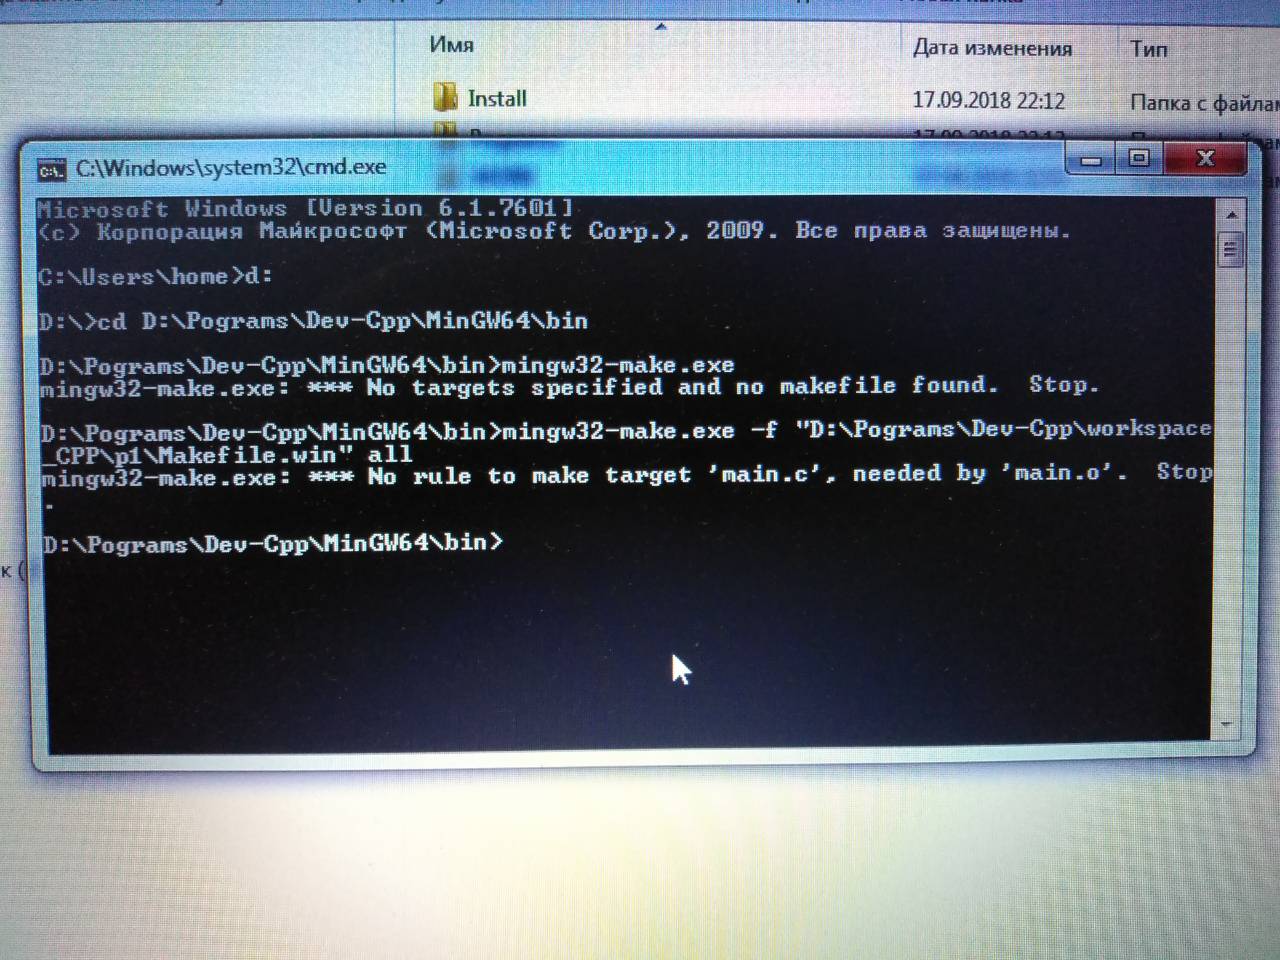 Имя Дата изменения Тип
Install 17.09.2018 22:12 Папка с файлам
C:\Windows\system32\cmd.exe
Microsoft Windows [Version 6.1.7601]
(c) Корпорация Майкрософт (Microsoft Corp.), 2009. Все права защищены.
C:\Users\home>d:
D:\>cd D:\Pograms\Dev-Cpp\MinGW64\bin
D:\Pograms\Dev-Cpp\MinGW64\bin>mingw32-make.exe
mingw32-make.exe: *** No targets specified and no makefile found.  Stop.
D:\Pograms\Dev-Cpp\MinGW64\bin>mingw32-make.exe -f "D:\Pograms\Dev-Cpp\workspace
_CPP\p1\Makefile.win" all
mingw32-make.exe: *** No rule to make target 'main.c', needed by 'main.o'.  Stop
.
D:\Pograms\Dev-Cpp\MinGW64\bin>
к (